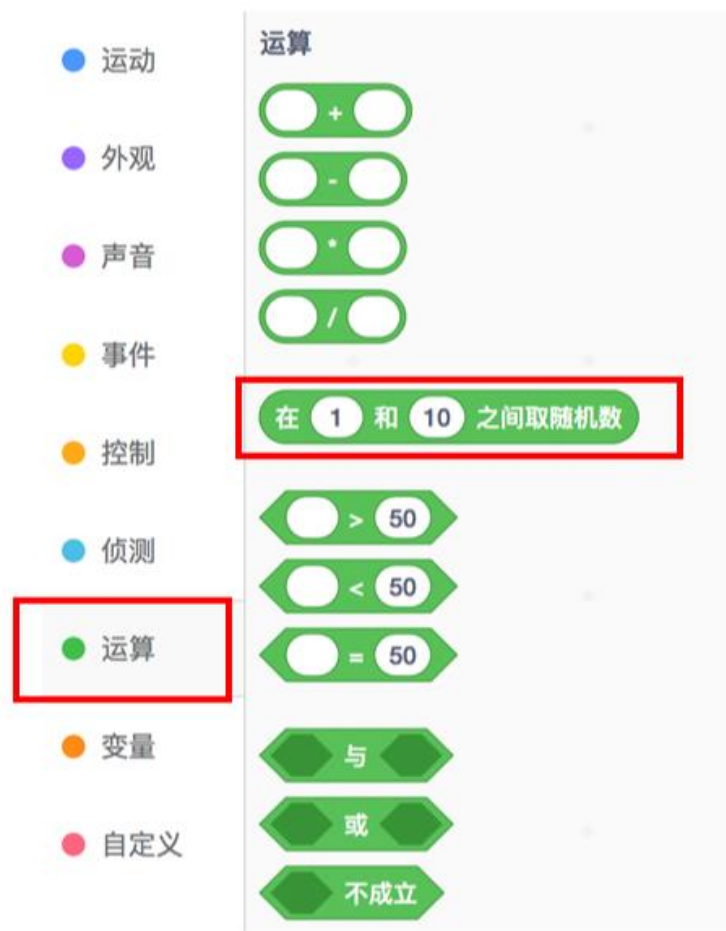 运动
外观
声音
事件
控制
侦测
运算
变量
自定义
运算
+
-
*
/
在 1 和 10 之间取随机数
> 50
< 50
= 50
与
或
不成立